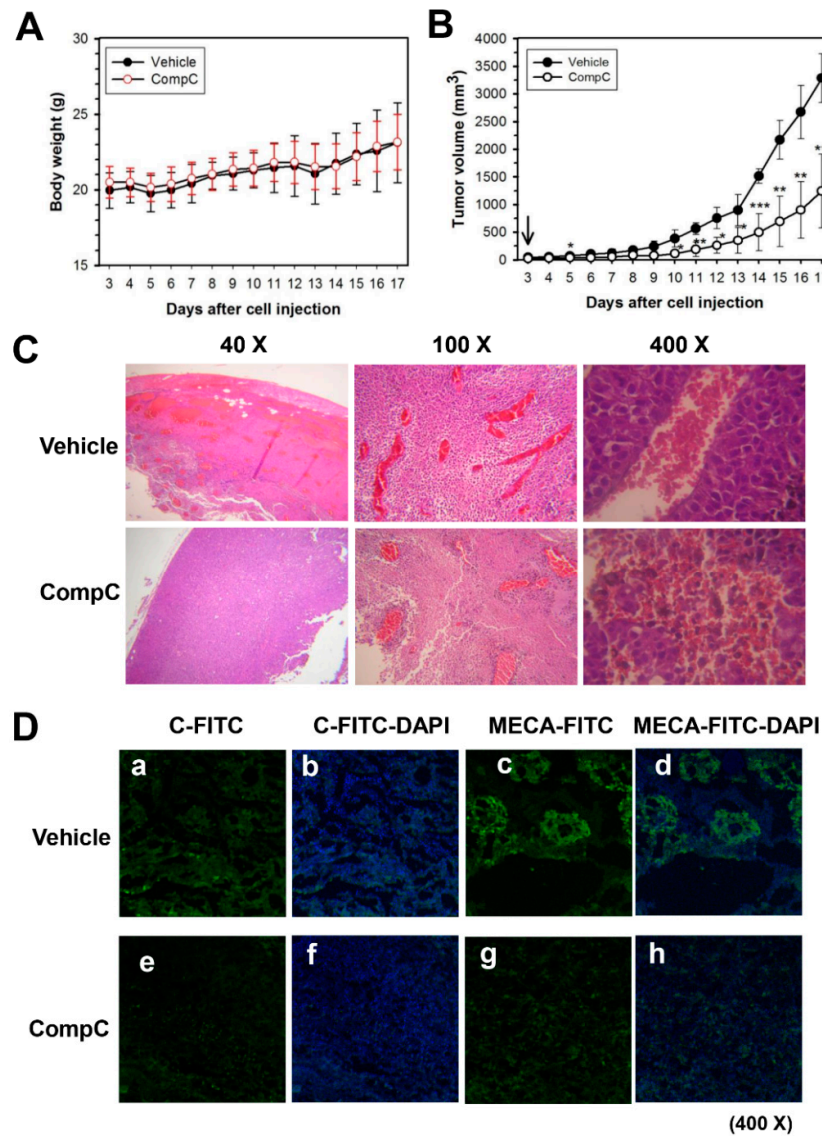 A
30
25
20
15
Body weight (g)
Vehicle
CompC
3 4 5 6 7 8 9 10 11 12 13 14 15 16 17
Days after cell injection
B
4000
3500
3000
2500
2000
1500
1000
500
0
Tumor volume (mm3)
Vehicle
CompC
* * ** * ** *** ** **
3 4 5 6 7 8 9 10 11 12 13 14 15 16
Days after cell injection
C
40 X 100 X 400 X
Vehicle
CompC
D
C-FITC C-FITC-DAPI MECA-FITC MECA-FITC-DAPI
Vehicle
a b c d
CompC
e f g h
(400 X)